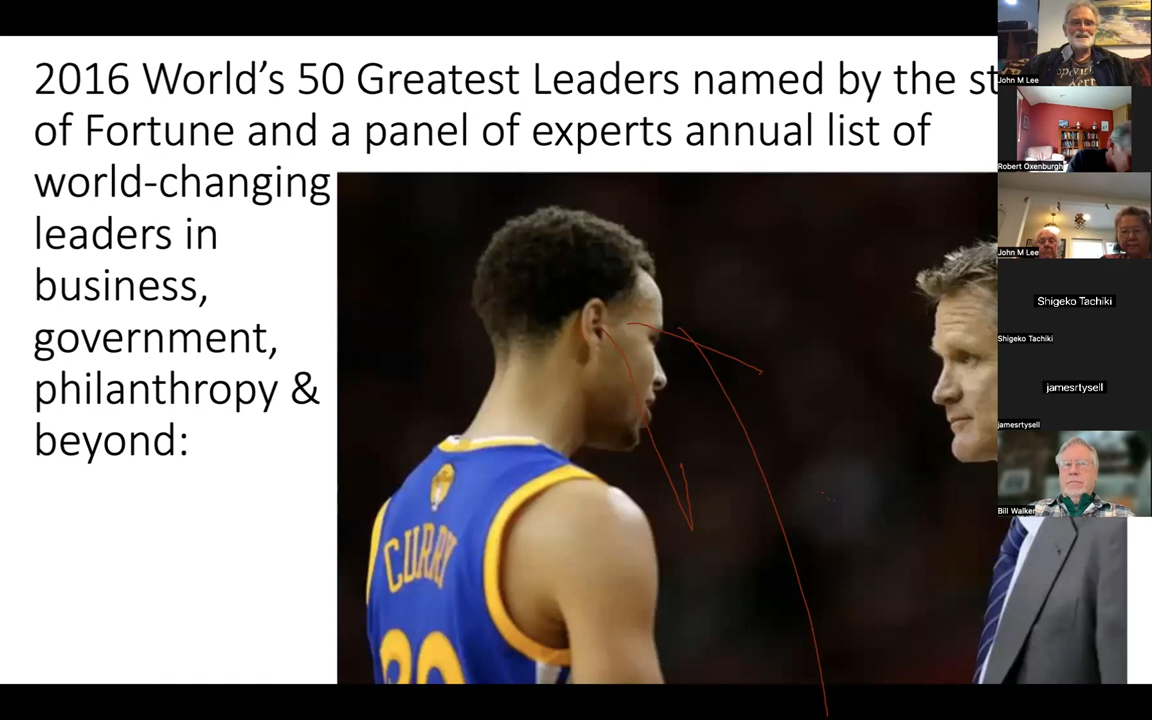 2016 World's 50 Greatest Leaders named by the st
of Fortune and a panel of experts annual list of
world-changing
leaders in
business,
government,
philanthropy &
beyond:
CURRY
30
John M Lee
Robert Oxenburgh
John M Lee
Shigeko Tachiki
Shigeko Tachiki
jamesrtysell
jamesrtysell
Bill Walker